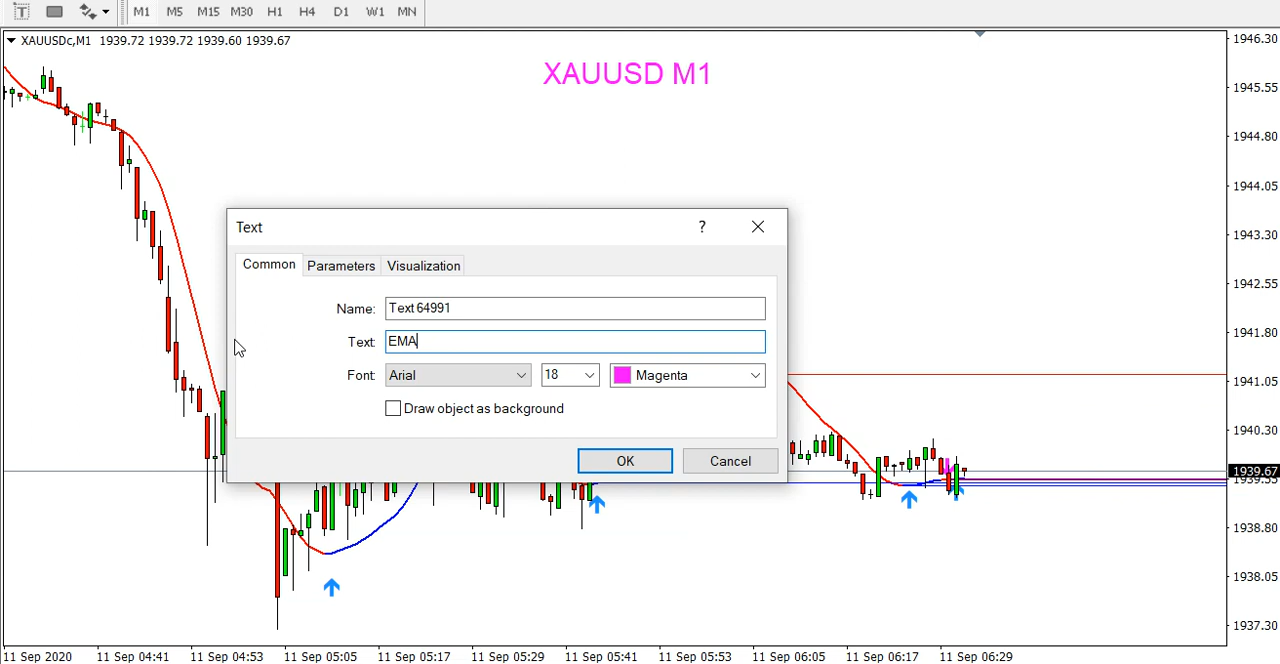 T M1 M5 M15 M30 H1 H4 D1 W1 MN
XAUUSDc,M1 1939.72 1939.72 1939.60 1939.67
XAUUSD M1
1946.30
1945.55
1944.80
1944.05
1943.30
1942.55
1941.80
1941.05
1940.30
1939.67
1939.55
1938.80
1938.05
1937.30
Text ?
Common Parameters Visualization
Name: Text 64991
Text: EMA
Font: Arial 18 Magenta
Draw object as background
OK Cancel
11 Sep 2020 11 Sep 04:41 11 Sep 04:53 11 Sep 05:05 11 Sep 05:17 11 Sep 05:29 11 Sep 05:41 11 Sep 05:53 11 Sep 06:05 11 Sep 06:17 11 Sep 06:29